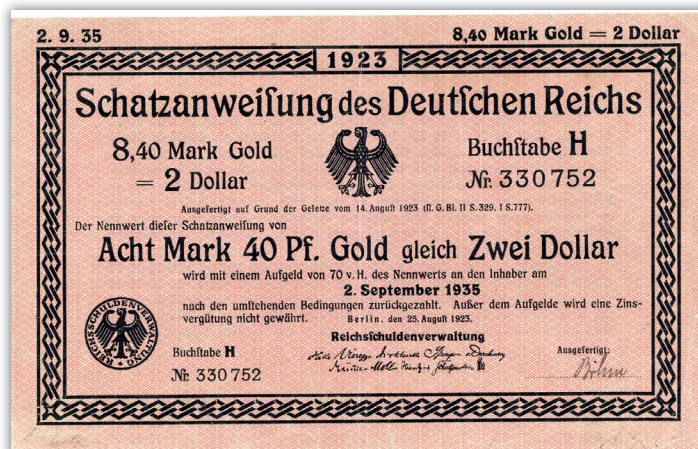 2. 9. 35
8,40 Mark Gold = 2 Dollar
1923
Schatzanweiſung des Deutſchen Reichs
8,40 Mark Gold
= 2 Dollar
Buchſtabe H
Nr. 330752
Ausgefertigt auf Grund der Geſetze vom 14. Auguſt 1923 (R. G. Bl. II S. 329. I S. 777).
Der Nennwert dieſer Schatzanweiſung von
Acht Mark 40 Pf. Gold gleich Zwei Dollar
wird mit einem Aufgeld von 70 v. H. des Nennwerts an den Inhaber am
2. September 1935
nach den umſtehenden Bedingungen zurückgezahlt. Außer dem Aufgelde wird eine Zins-
vergütung nicht gewährt. Berlin, den 25. Auguſt 1923.
Reichsſchuldenverwaltung
REICHSSCHULDENVERWALTUNG
Buchſtabe H
Nr. 330752
Ausgefertigt:
Böhm